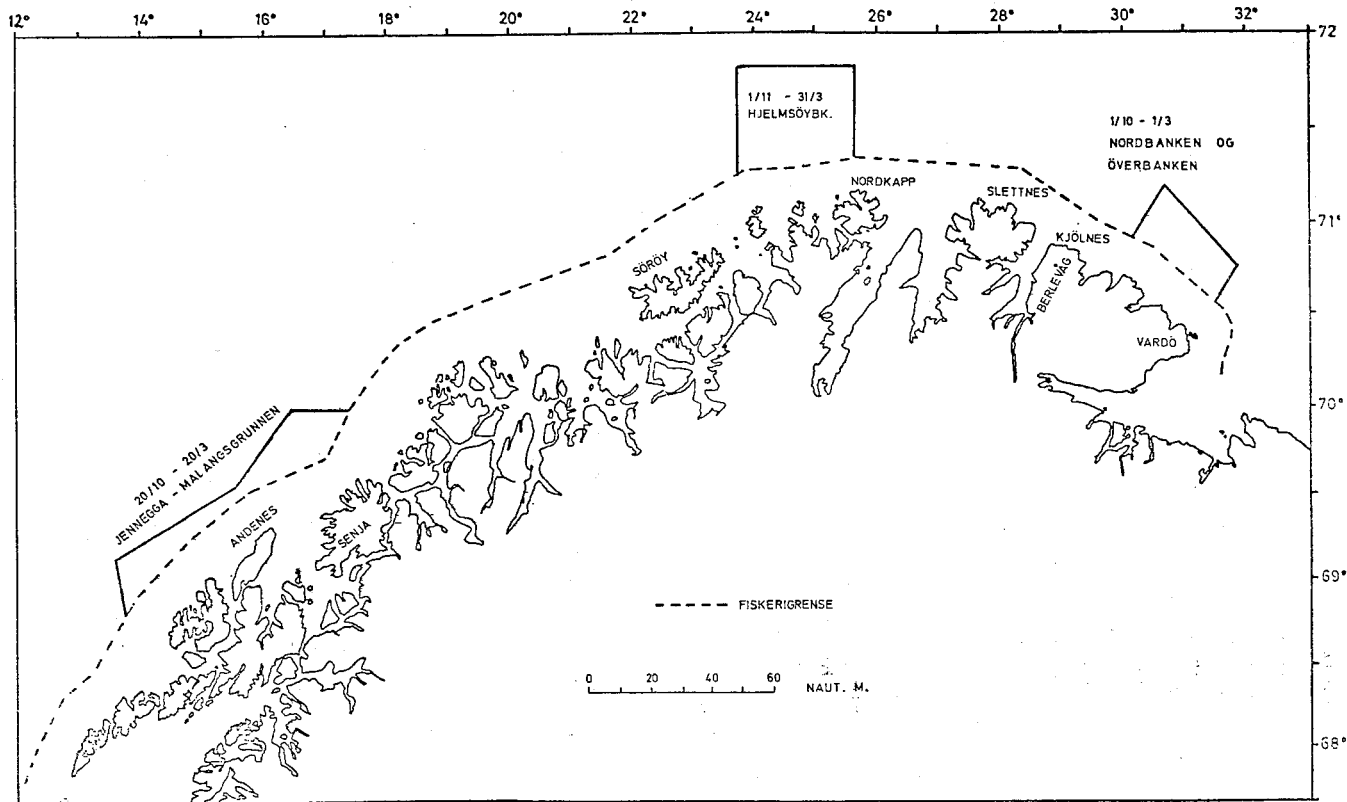 12° 14° 16° 18° 20° 22° 24° 26° 28° 30° 32°
72
1/11 - 31/3
HJELMSÖYBK.
1/10 - 1/3
NORDBANKEN OG
ÖVERBANKEN
NORDKAPP
SLETTNES
71°
KJÖLNES
SÖRÖY
BERLEVÅG
VARDÖ
70°
20/10 - 20/3
JENNEGGA - MALANGSGRUNNEN
ANDENES
SENJA
69°
FISKERIGRENSE
0 20 40 60 NAUT. M.
68°